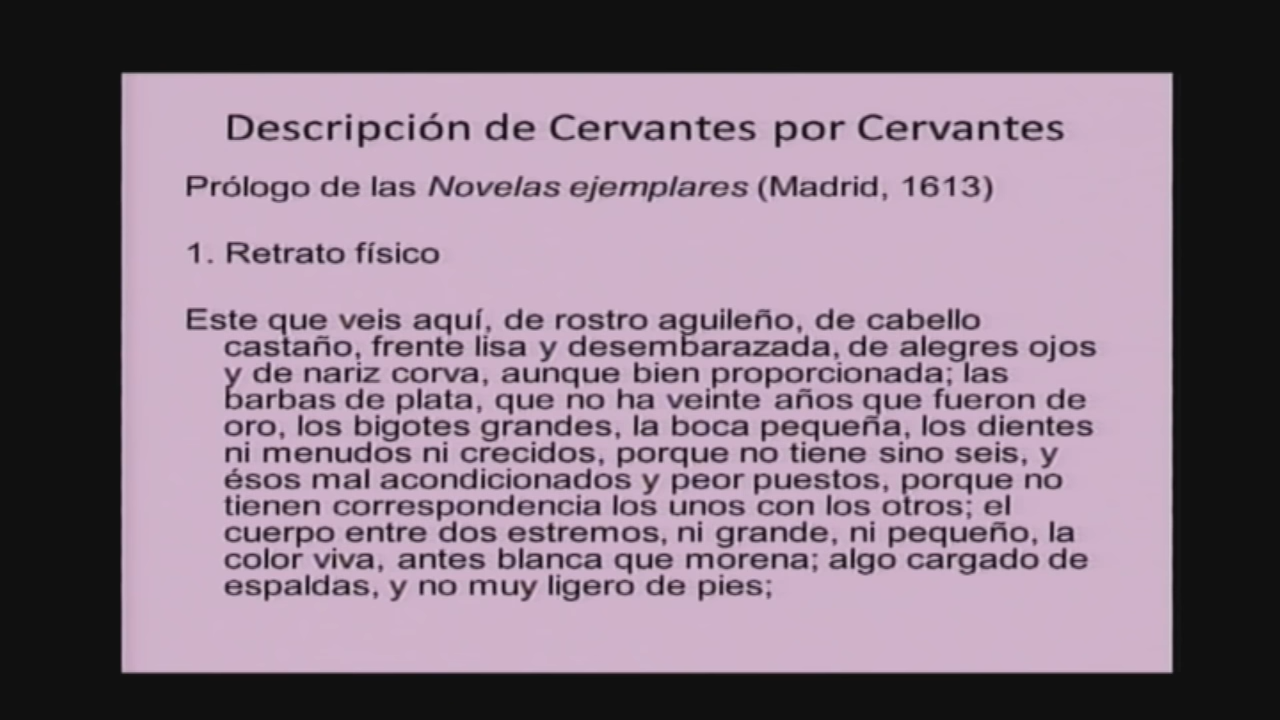 Descripción de Cervantes por Cervantes
Prólogo de las Novelas ejemplares (Madrid, 1613)
1. Retrato físico
Este que veis aquí, de rostro aguileño, de cabello
castaño, frente lisa y desembarazada, de alegres ojos
y de nariz corva, aunque bien proporcionada; las
barbas de plata, que no ha veinte años que fueron de
oro, los bigotes grandes, la boca pequeña, los dientes
ni menudos ni crecidos, porque no tiene sino seis, y
ésos mal acondicionados y peor puestos, porque no
tienen correspondencia los unos con los otros; el
cuerpo entre dos estremos, ni grande, ni pequeño, la
color viva, antes blanca que morena; algo cargado de
espaldas, y no muy ligero de pies;